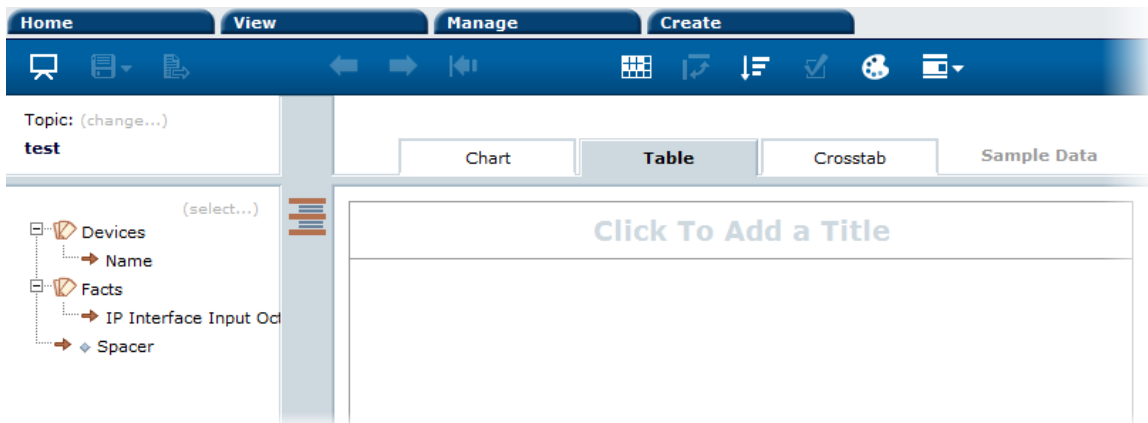 Home View Manage Create
Topic: (change...)
test
Chart Table Crosstab Sample Data
(select...)
Click To Add a Title
Devices
Name
Facts
IP Interface Input Oct
Spacer